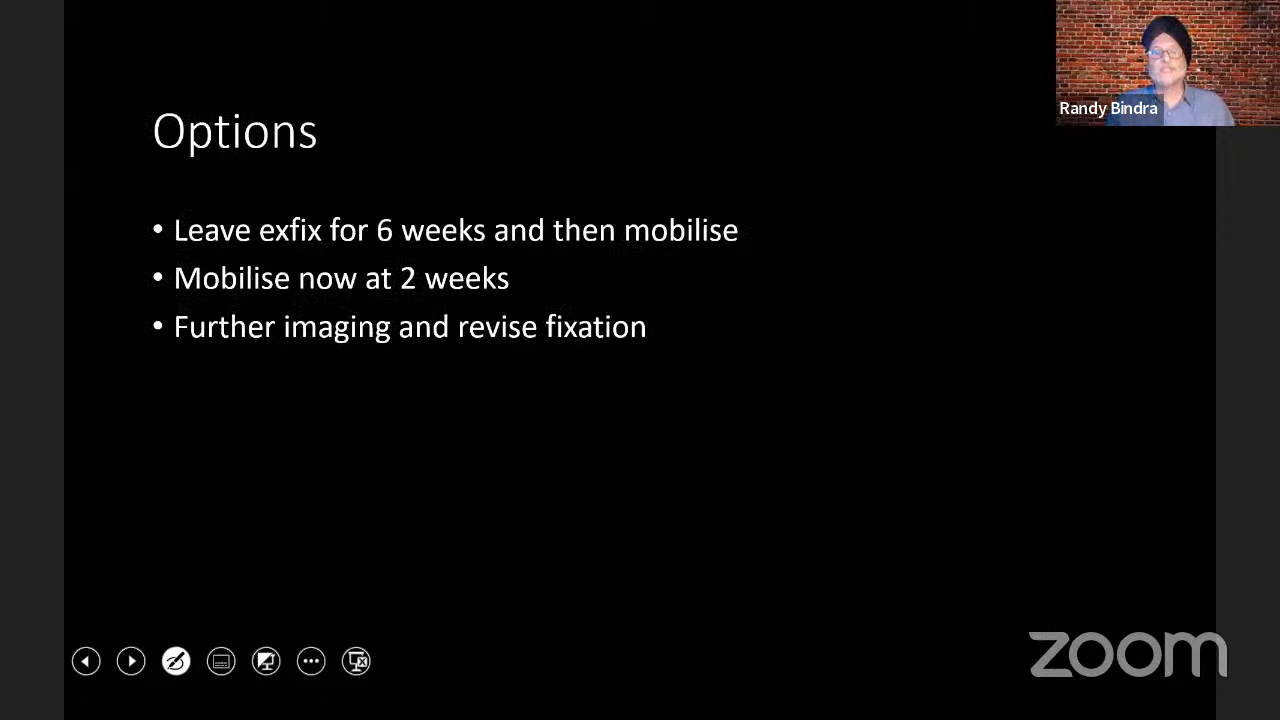 Randy Bindra
Options
• Leave exfix for 6 weeks and then mobilise
• Mobilise now at 2 weeks
• Further imaging and revise fixation
zoom